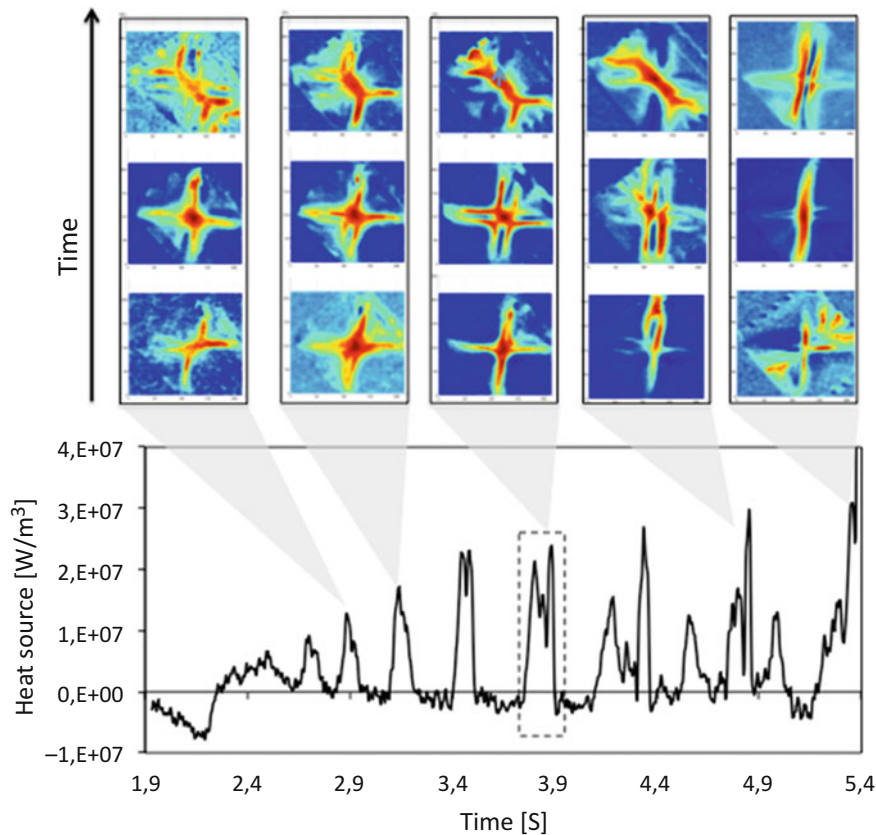 Time
4,E+07
3,E+07
2,E+07
1,E+07
0,E+00
–1,E+07
Heat source [W/m³]
1,9 2,4 2,9 3,4 3,9 4,4 4,9 5,4
Time [S]